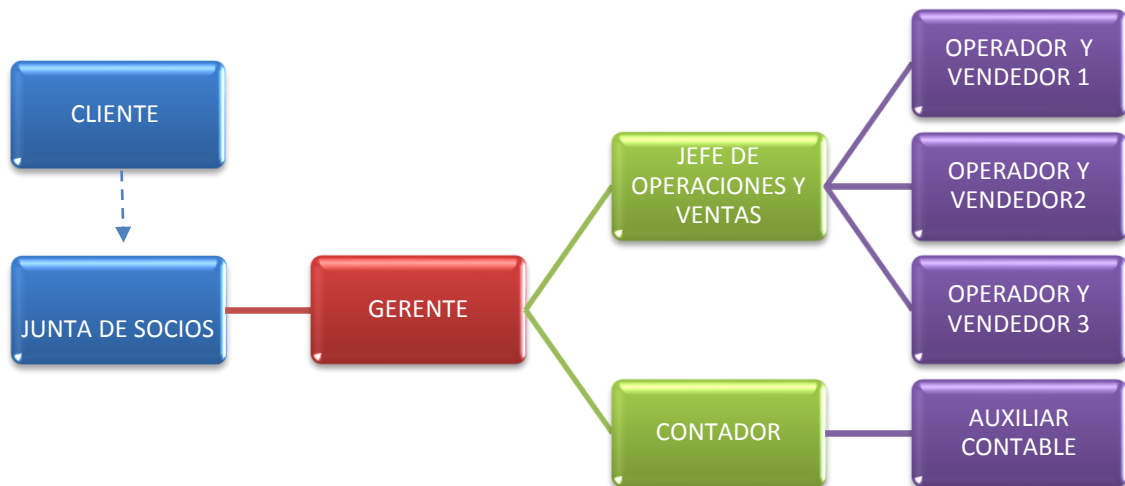 CLIENTE
JUNTA DE SOCIOS
GERENTE
JEFE DE
OPERACIONES Y
VENTAS
CONTADOR
OPERADOR Y
VENDEDOR 1
OPERADOR Y
VENDEDOR2
OPERADOR Y
VENDEDOR 3
AUXILIAR
CONTABLE